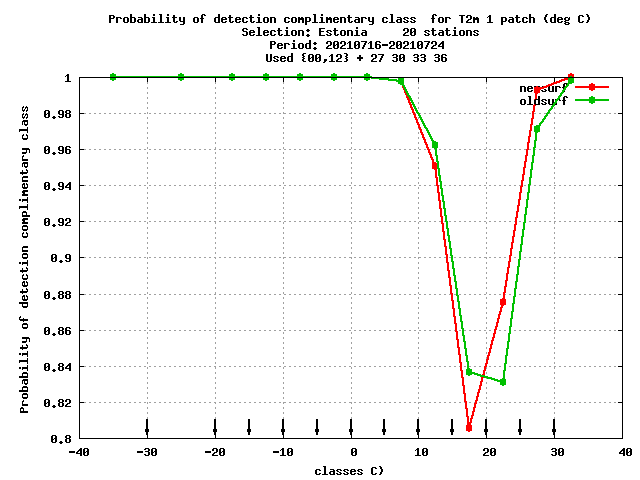 Probability of detection complimentary class  for T2m 1 patch (deg C)
Selection: Estonia     20 stations
Period: 20210716-20210724
Used {00,12} + 27 30 33 36
newsurf
oldsurf
Probability of detection complimentary class
1
0.98
0.96
0.94
0.92
0.9
0.88
0.86
0.84
0.82
0.8
-40 -30 -20 -10 0 10 20 30 40
classes C)